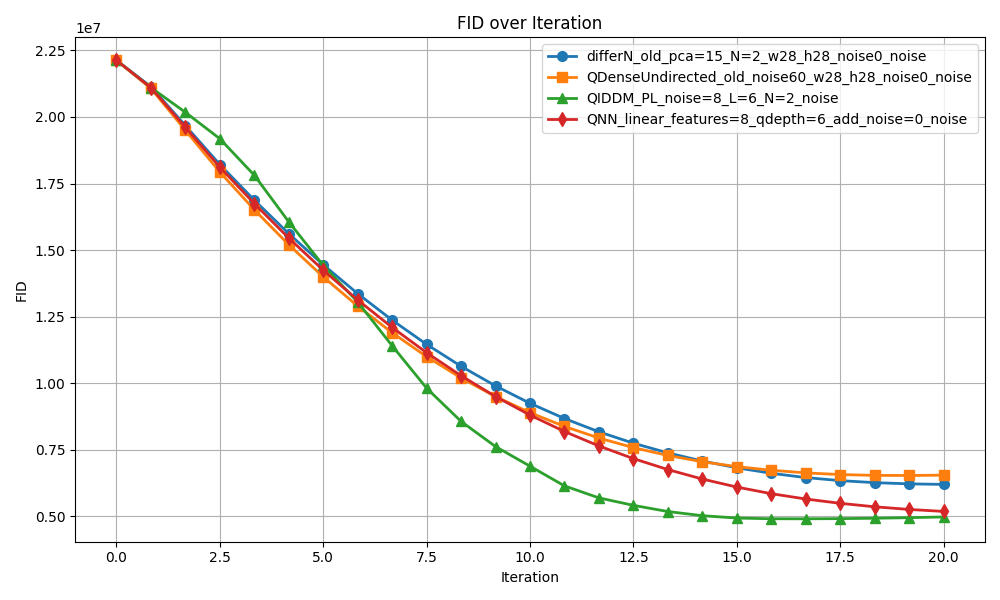 FID over Iteration
1e7
differN_old_pca=15_N=2_w28_h28_noise0_noise
QDenseUndirected_old_noise60_w28_h28_noise0_noise
QIDDM_PL_noise=8_L=6_N=2_noise
QNN_linear_features=8_qdepth=6_add_noise=0_noise
2.25
2.00
1.75
1.50
1.25
1.00
0.75
0.50
FID
0.0 2.5 5.0 7.5 10.0 12.5 15.0 17.5 20.0
Iteration